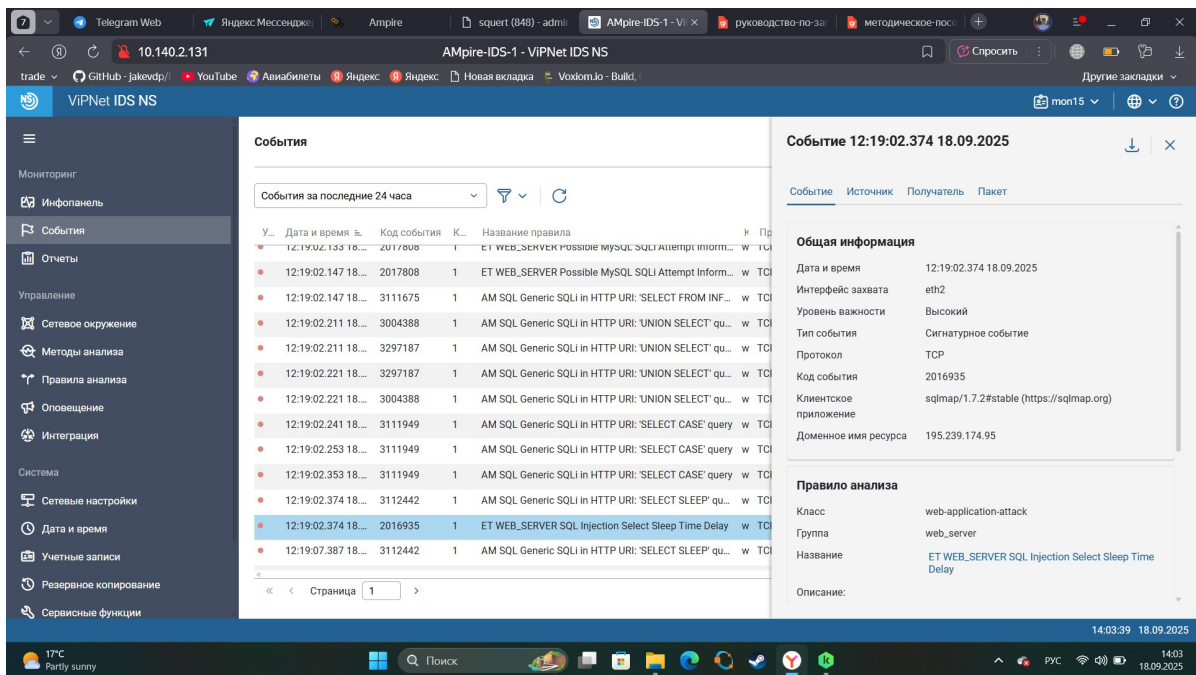 7
Telegram Web
Яндекс Мессендже
Ampire
squert (848) - admir
AMpire-IDS-1 - Vi
руководство-по-за
методическое-посо
10.140.2.131
AMpire-IDS-1 - ViPNet IDS NS
Спросить
trade
GitHub - jakevdp/
YouTube
Авиабилеты
Яндекс
Яндекс
Новая вкладка
Voxiom.io - Build,
Другие закладки
NS
ViPNet IDS NS
mon15
Мониторинг
Инфопанель
События
Отчеты
Управление
Сетевое окружение
Методы анализа
Правила анализа
Оповещение
Интеграция
Система
Сетевые настройки
Дата и время
Учетные записи
Резервное копирование
Сервисные функции
События
События за последние 24 часа
У... Дата и время Код события К... Название правила К Пр
12:19:02.133 18.... 2017808 1 ET WEB_SERVER Possible MySQL SQLi Attempt Inform... w TCI
12:19:02.147 18.... 2017808 1 ET WEB_SERVER Possible MySQL SQLi Attempt Inform... w TCI
12:19:02.147 18.... 3111675 1 AM SQL Generic SQLi in HTTP URI: 'SELECT FROM INF... w TCI
12:19:02.211 18.... 3004388 1 AM SQL Generic SQLi in HTTP URI: 'UNION SELECT' qu... w TCI
12:19:02.211 18.... 3297187 1 AM SQL Generic SQLi in HTTP URI: 'UNION SELECT' qu... w TCI
12:19:02.221 18.... 3297187 1 AM SQL Generic SQLi in HTTP URI: 'UNION SELECT' qu... w TCI
12:19:02.221 18.... 3004388 1 AM SQL Generic SQLi in HTTP URI: 'UNION SELECT' qu... w TCI
12:19:02.241 18.... 3111949 1 AM SQL Generic SQLi in HTTP URI: 'SELECT CASE' query w TCI
12:19:02.253 18.... 3111949 1 AM SQL Generic SQLi in HTTP URI: 'SELECT CASE' query w TCI
12:19:02.353 18.... 3111949 1 AM SQL Generic SQLi in HTTP URI: 'SELECT CASE' query w TCI
12:19:02.374 18.... 3112442 1 AM SQL Generic SQLi in HTTP URI: 'SELECT SLEEP' qu... w TCI
12:19:02.374 18.... 2016935 1 ET WEB_SERVER SQL Injection Select Sleep Time Delay w TCI
12:19:07.387 18.... 3112442 1 AM SQL Generic SQLi in HTTP URI: 'SELECT SLEEP' qu... w TCI
Страница 1
Событие 12:19:02.374 18.09.2025
Событие Источник Получатель Пакет
Общая информация
Дата и время 12:19:02.374 18.09.2025
Интерфейс захвата eth2
Уровень важности Высокий
Тип события Сигнатурное событие
Протокол TCP
Код события 2016935
Клиентское sqlmap/1.7.2#stable (https://sqlmap.org)
приложение
Доменное имя ресурса 195.239.174.95
Правило анализа
Класс web-application-attack
Группа web_server
Название ET WEB_SERVER SQL Injection Select Sleep Time
Delay
Описание:
14:03:39 18.09.2025
17°C
Partly sunny
Поиск
РУС
14:03
18.09.2025